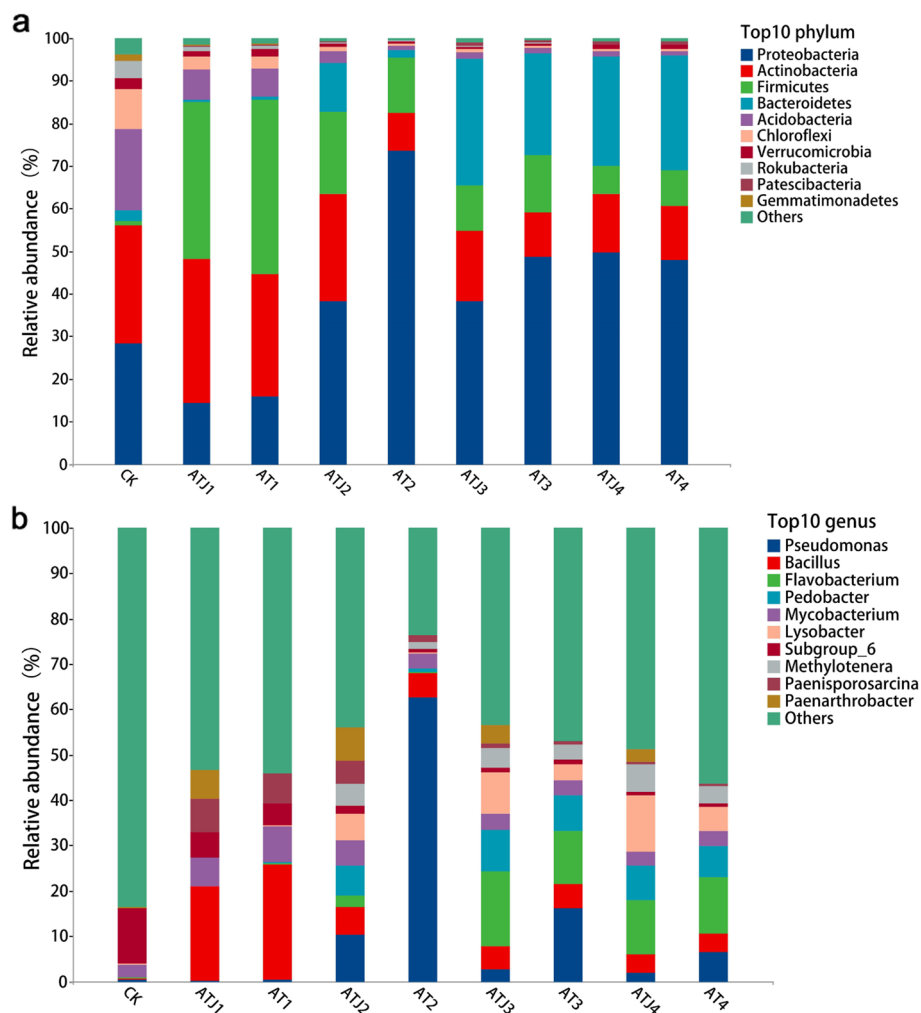 a
Top10 phylum
Proteobacteria
Actinobacteria
Firmicutes
Bacteroidetes
Acidobacteria
Chloroflexi
Verrucomicrobia
Rokubacteria
Patescibacteria
Gemmatimonadetes
Others
Relative abundance（%）
100
90
80
70
60
50
40
30
20
10
0
CK
ATJ1
AT1
ATJ2
AT2
ATJ3
AT3
ATJ4
AT4
b
Top10 genus
Pseudomonas
Bacillus
Flavobacterium
Pedobacter
Mycobacterium
Lysobacter
Subgroup_6
Methylotenera
Paenisporosarcina
Paenarthrobacter
Others
Relative abundance（%）
100
90
80
70
60
50
40
30
20
10
0
CK
ATJ1
AT1
ATJ2
AT2
ATJ3
AT3
ATJ4
AT4